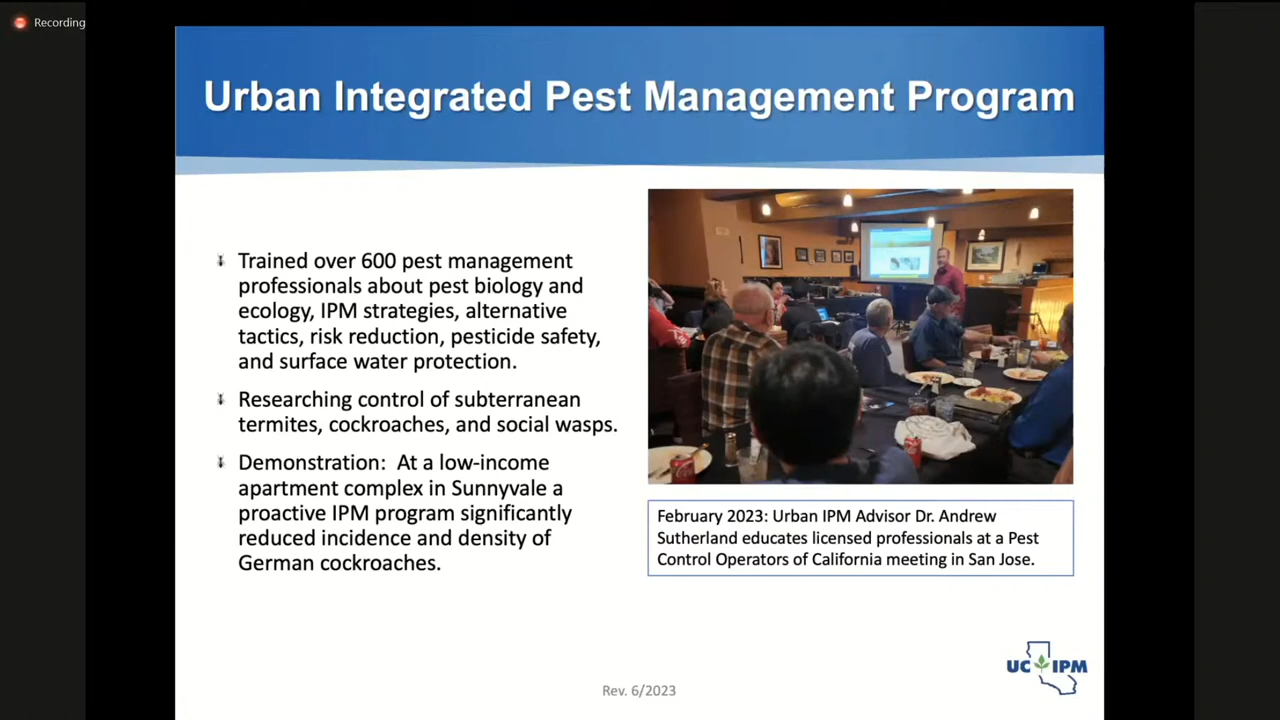 Recording
Urban Integrated Pest Management Program
Trained over 600 pest management
professionals about pest biology and
ecology, IPM strategies, alternative
tactics, risk reduction, pesticide safety,
and surface water protection.
Researching control of subterranean
termites, cockroaches, and social wasps.
Demonstration: At a low-income
apartment complex in Sunnyvale a
proactive IPM program significantly
reduced incidence and density of
German cockroaches.
February 2023: Urban IPM Advisor Dr. Andrew
Sutherland educates licensed professionals at a Pest
Control Operators of California meeting in San Jose.
UC IPM
Rev. 6/2023